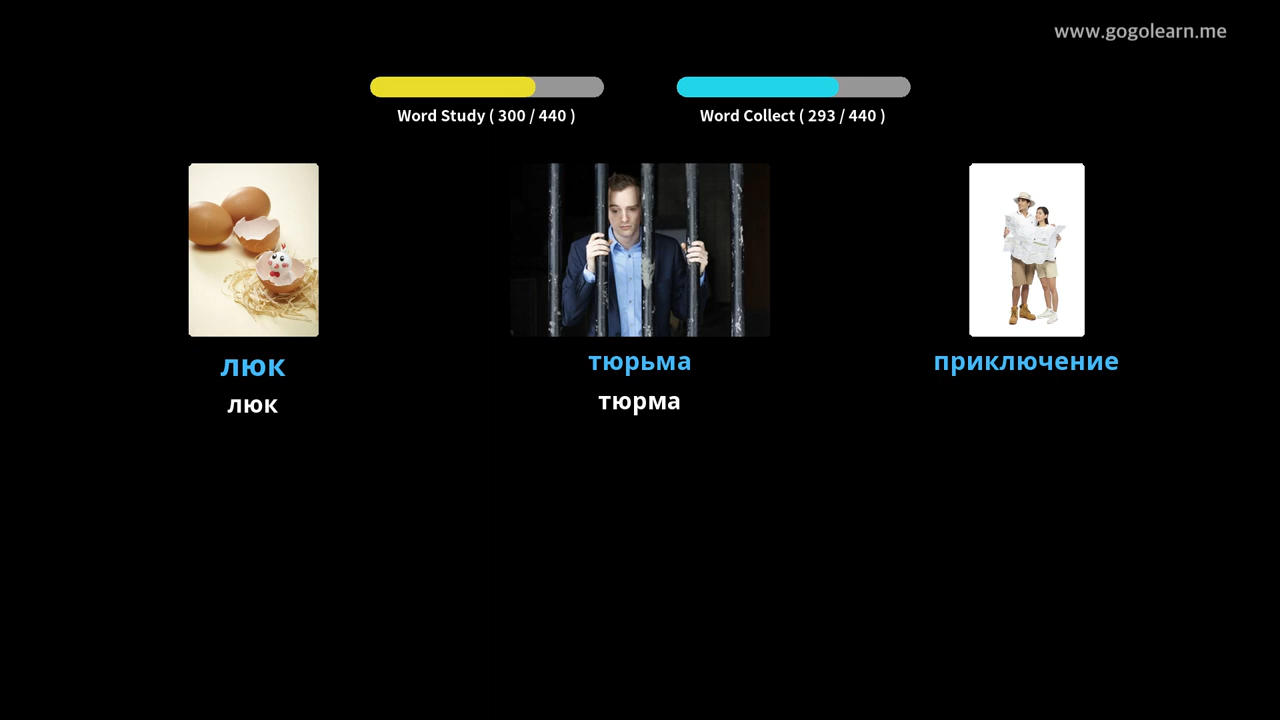 www.gogolearn.me
Word Study ( 300 / 440 )
Word Collect ( 293 / 440 )
люк
тюрьма
приключение
люк
тюрма